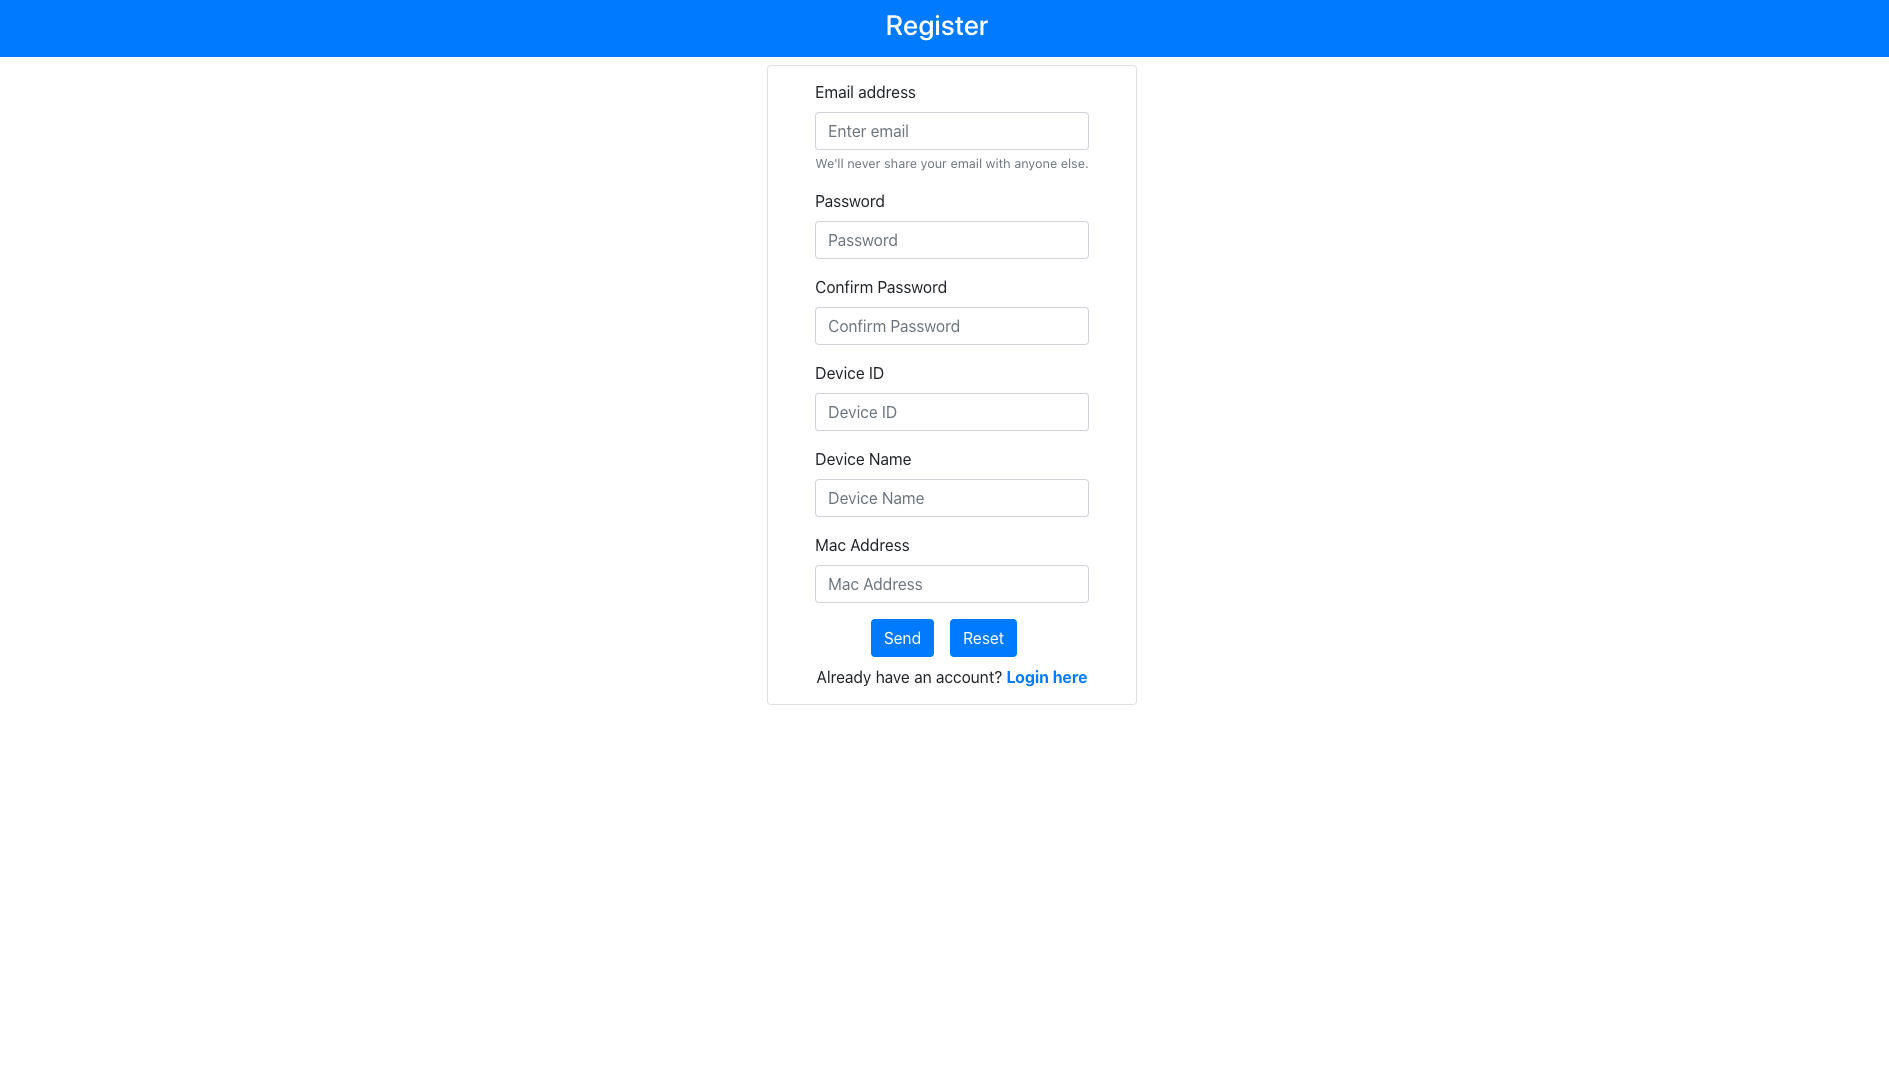 Register
Email address
Enter email
We'll never share your email with anyone else.
Password
Password
Confirm Password
Confirm Password
Device ID
Device ID
Device Name
Device Name
Mac Address
Mac Address
Send Reset
Already have an account? Login here